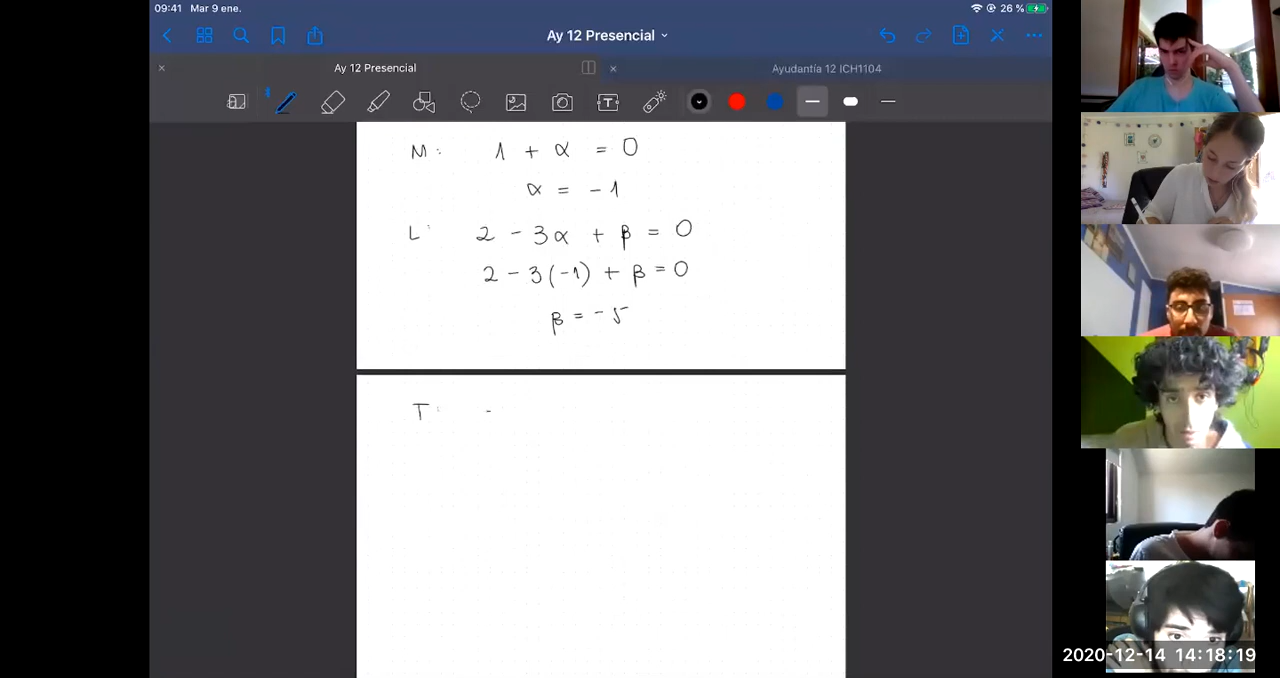 09:41 Mar 9 ene.
26 %
Ay 12 Presencial
Ay 12 Presencial
Ayudantía 12 ICH1104
M: 1 + α = 0
α = -1
L: 2 - 3α + β = 0
2 - 3(-1) + β = 0
β = -5
T: -
2020-12-14 14:18:19